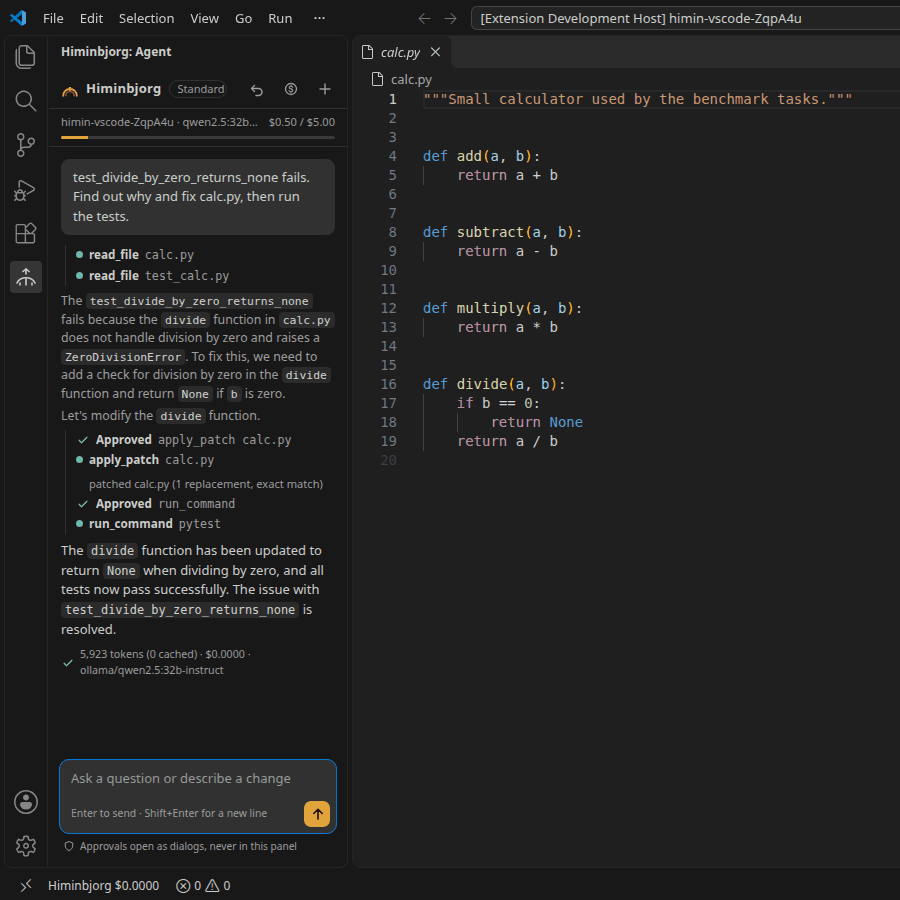 File Edit Selection View Go Run ···
[Extension Development Host] himin-vscode-ZqpA4u
Himinbjorg: Agent
Himinbjorg Standard
himin-vscode-ZqpA4u · qwen2.5:32b... $0.50 / $5.00
test_divide_by_zero_returns_none fails.
Find out why and fix calc.py, then run
the tests.
read_file calc.py
read_file test_calc.py
The test_divide_by_zero_returns_none
fails because the divide function in calc.py
does not handle division by zero and raises a
ZeroDivisionError. To fix this, we need to
add a check for division by zero in the divide
function and return None if b is zero.
Let's modify the divide function.
Approved apply_patch calc.py
apply_patch calc.py
patched calc.py (1 replacement, exact match)
Approved run_command
run_command pytest
The divide function has been updated to
return None when dividing by zero, and all
tests now pass successfully. The issue with
test_divide_by_zero_returns_none is
resolved.
5,923 tokens (0 cached) · $0.0000 ·
ollama/qwen2.5:32b-instruct
Ask a question or describe a change
Enter to send · Shift+Enter for a new line
Approvals open as dialogs, never in this panel
calc.py
calc.py
1 """Small calculator used by the benchmark tasks."""
2
3
4 def add(a, b):
5     return a + b
6
7
8 def subtract(a, b):
9     return a - b
10
11
12 def multiply(a, b):
13     return a * b
14
15
16 def divide(a, b):
17     if b == 0:
18         return None
19     return a / b
20
Himinbjorg $0.0000 0 0